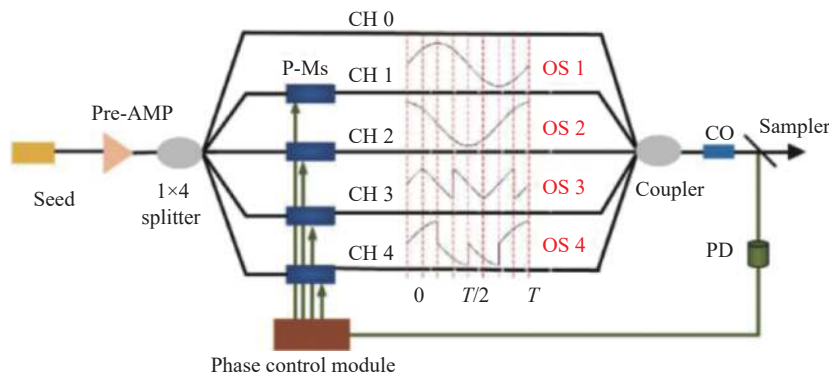 CH 0
P-Ms
CH 1
OS 1
Pre-AMP
CH 2
OS 2
CO
Sampler
Seed
1×4
splitter
CH 3
OS 3
Coupler
CH 4
OS 4
PD
0
T/2
T
Phase control module